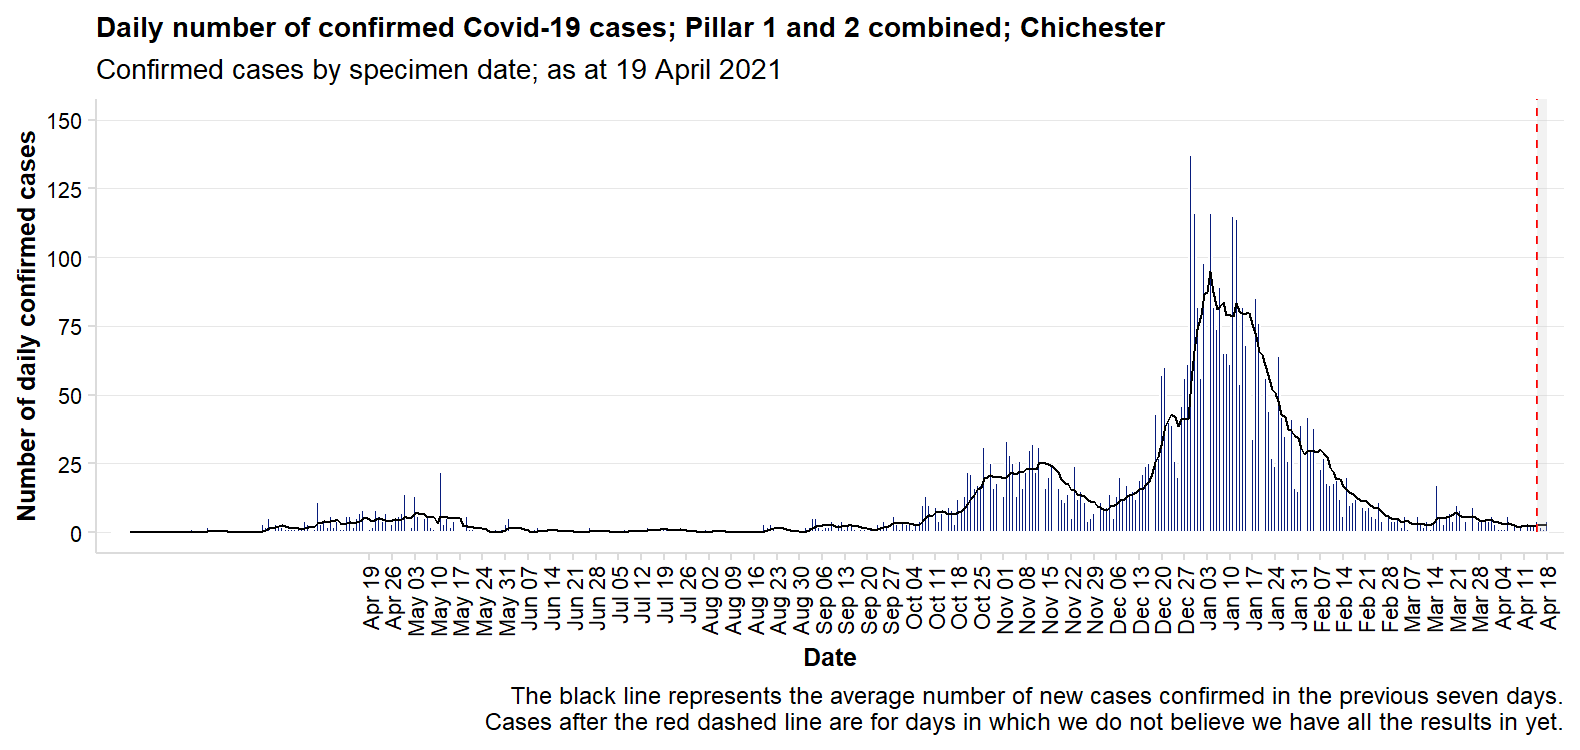 Daily number of confirmed Covid-19 cases; Pillar 1 and 2 combined; Chichester
Confirmed cases by specimen date; as at 19 April 2021
Number of daily confirmed cases
150
125
100
75
50
25
0
Apr 19
Apr 26
May 03
May 10
May 17
May 24
May 31
Jun 07
Jun 14
Jun 21
Jun 28
Jul 05
Jul 12
Jul 19
Jul 26
Aug 02
Aug 09
Aug 16
Aug 23
Aug 30
Sep 06
Sep 13
Sep 20
Sep 27
Oct 04
Oct 11
Oct 18
Oct 25
Nov 01
Nov 08
Nov 15
Nov 22
Nov 29
Dec 06
Dec 13
Dec 20
Dec 27
Jan 03
Jan 10
Jan 17
Jan 24
Jan 31
Feb 07
Feb 14
Feb 21
Feb 28
Mar 07
Mar 14
Mar 21
Mar 28
Apr 04
Apr 11
Apr 18
Date
The black line represents the average number of new cases confirmed in the previous seven days.
Cases after the red dashed line are for days in which we do not believe we have all the results in yet.